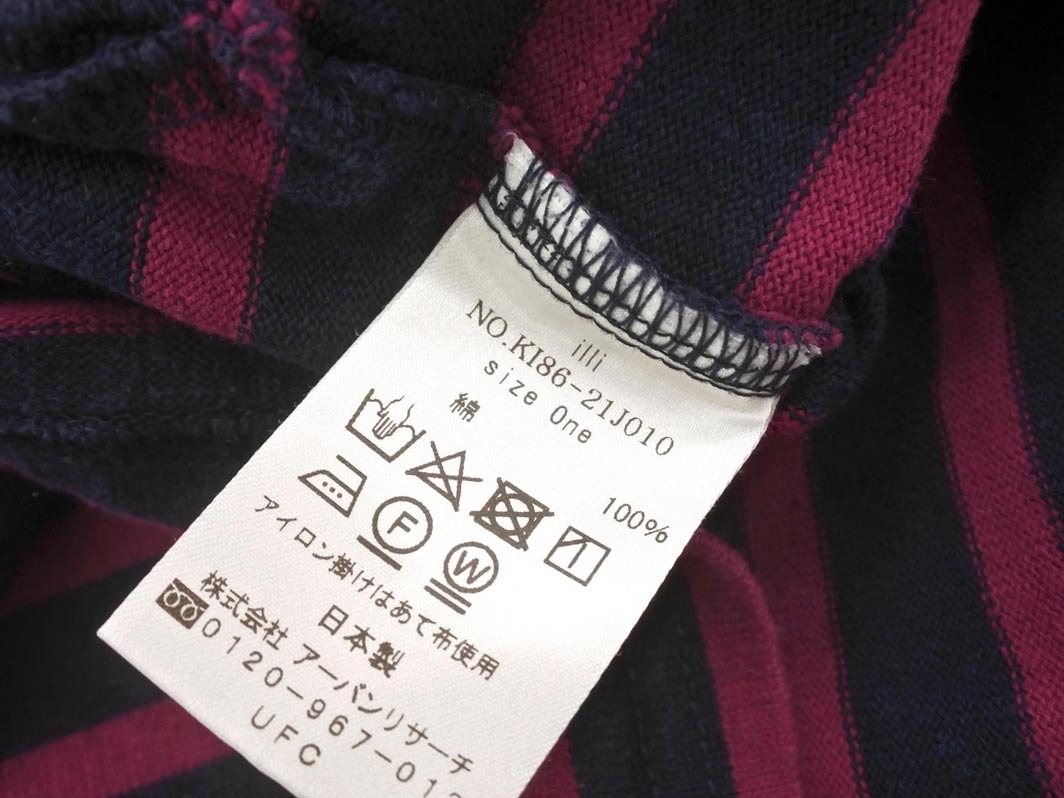 illi
NO.KI86-21J010
size One
綿 100%
F
W
アイロン掛けはあて布使用
日本製
株式会社 アーバンリサーチ
0120-967-01
UFC